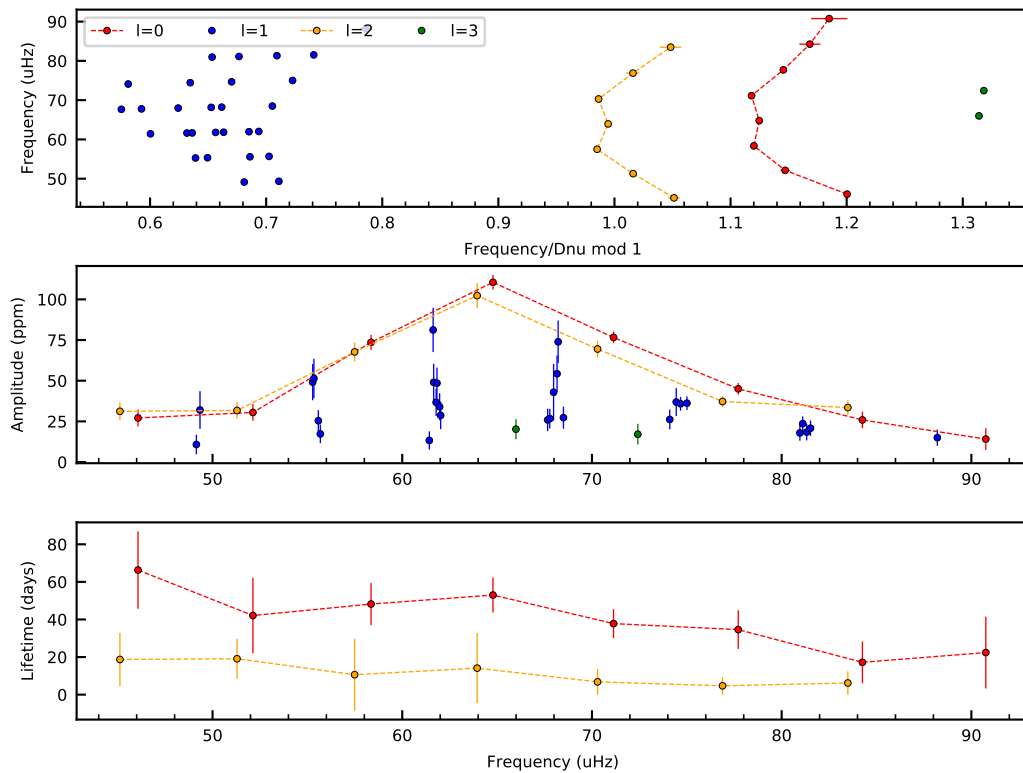 l=0 l=1 l=2 l=3
90
80
70
60
50
Frequency (uHz)
0.6 0.7 0.8 0.9 1.0 1.1 1.2 1.3
Frequency/Dnu mod 1
100
75
50
25
0
Amplitude (ppm)
50 60 70 80 90
80
60
40
20
0
Lifetime (days)
50 60 70 80 90
Frequency (uHz)